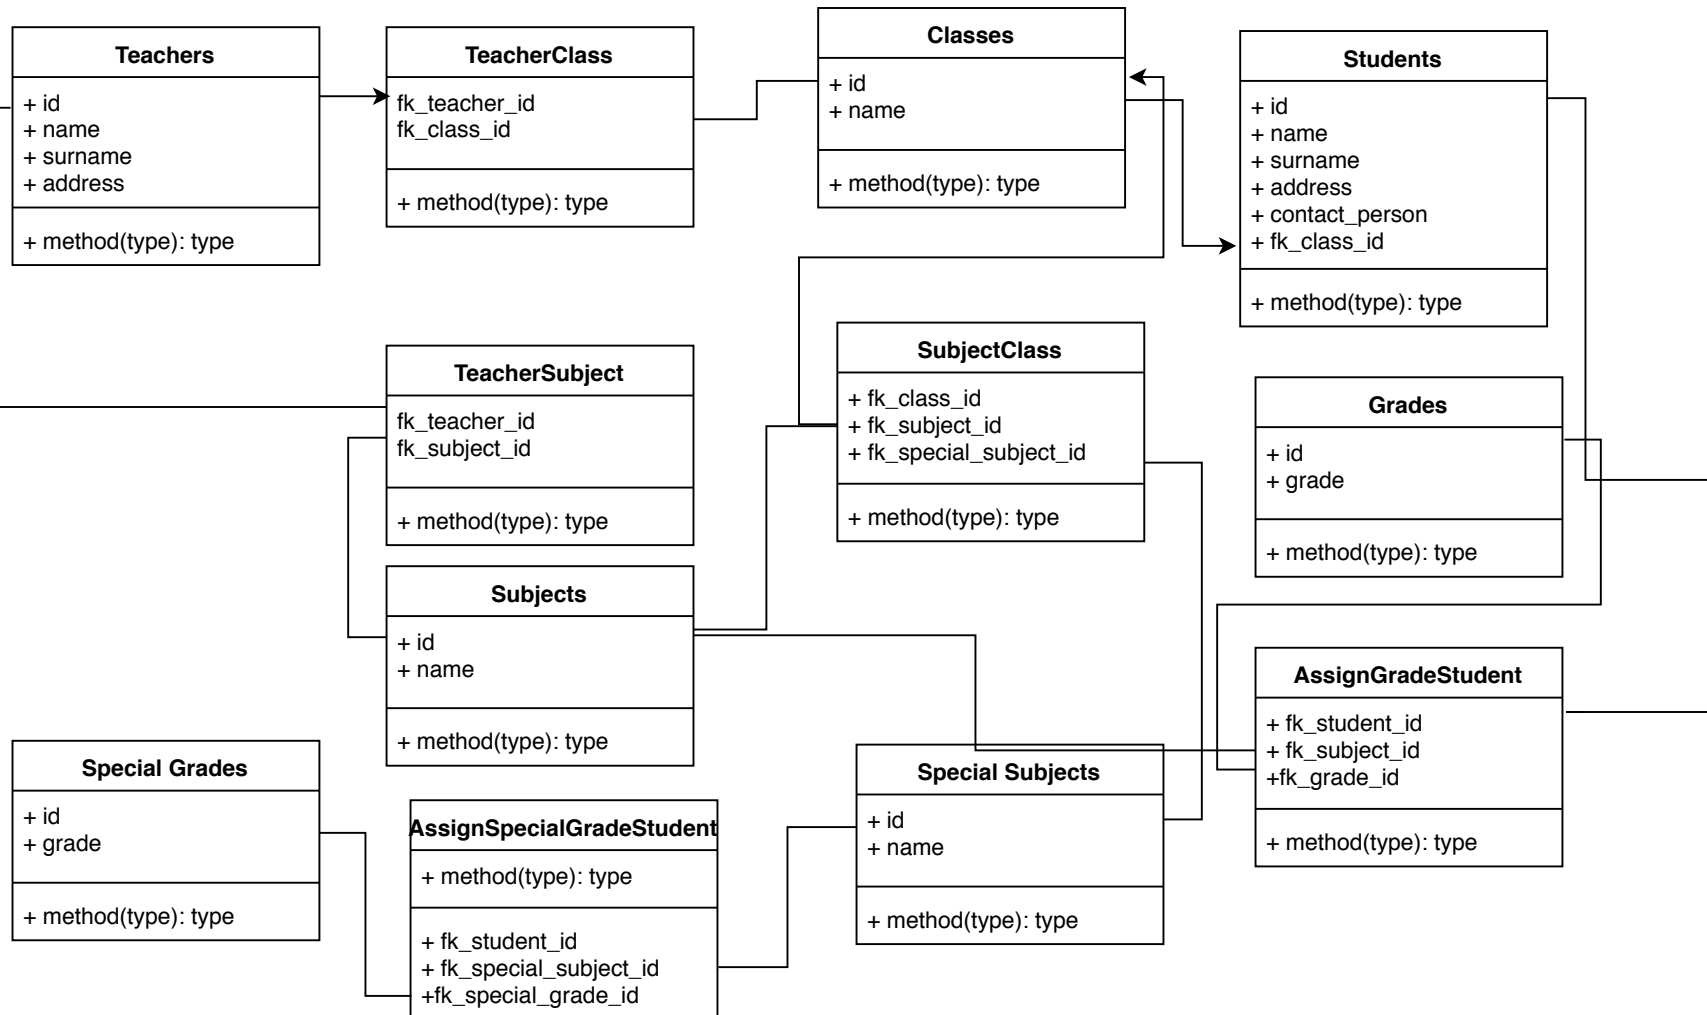 Teachers
+ id
+ name
+ surname
+ address
+ method(type): type
TeacherClass
fk_teacher_id
fk_class_id
+ method(type): type
Classes
+ id
+ name
+ method(type): type
Students
+ id
+ name
+ surname
+ address
+ contact_person
+ fk_class_id
+ method(type): type
TeacherSubject
fk_teacher_id
fk_subject_id
+ method(type): type
SubjectClass
+ fk_class_id
+ fk_subject_id
+ fk_special_subject_id
+ method(type): type
Grades
+ id
+ grade
+ method(type): type
Subjects
+ id
+ name
+ method(type): type
AssignGradeStudent
+ fk_student_id
+ fk_subject_id
+fk_grade_id
+ method(type): type
Special Grades
+ id
+ grade
+ method(type): type
AssignSpecialGradeStudent
+ method(type): type
+ fk_student_id
+ fk_special_subject_id
+fk_special_grade_id
Special Subjects
+ id
+ name
+ method(type): type